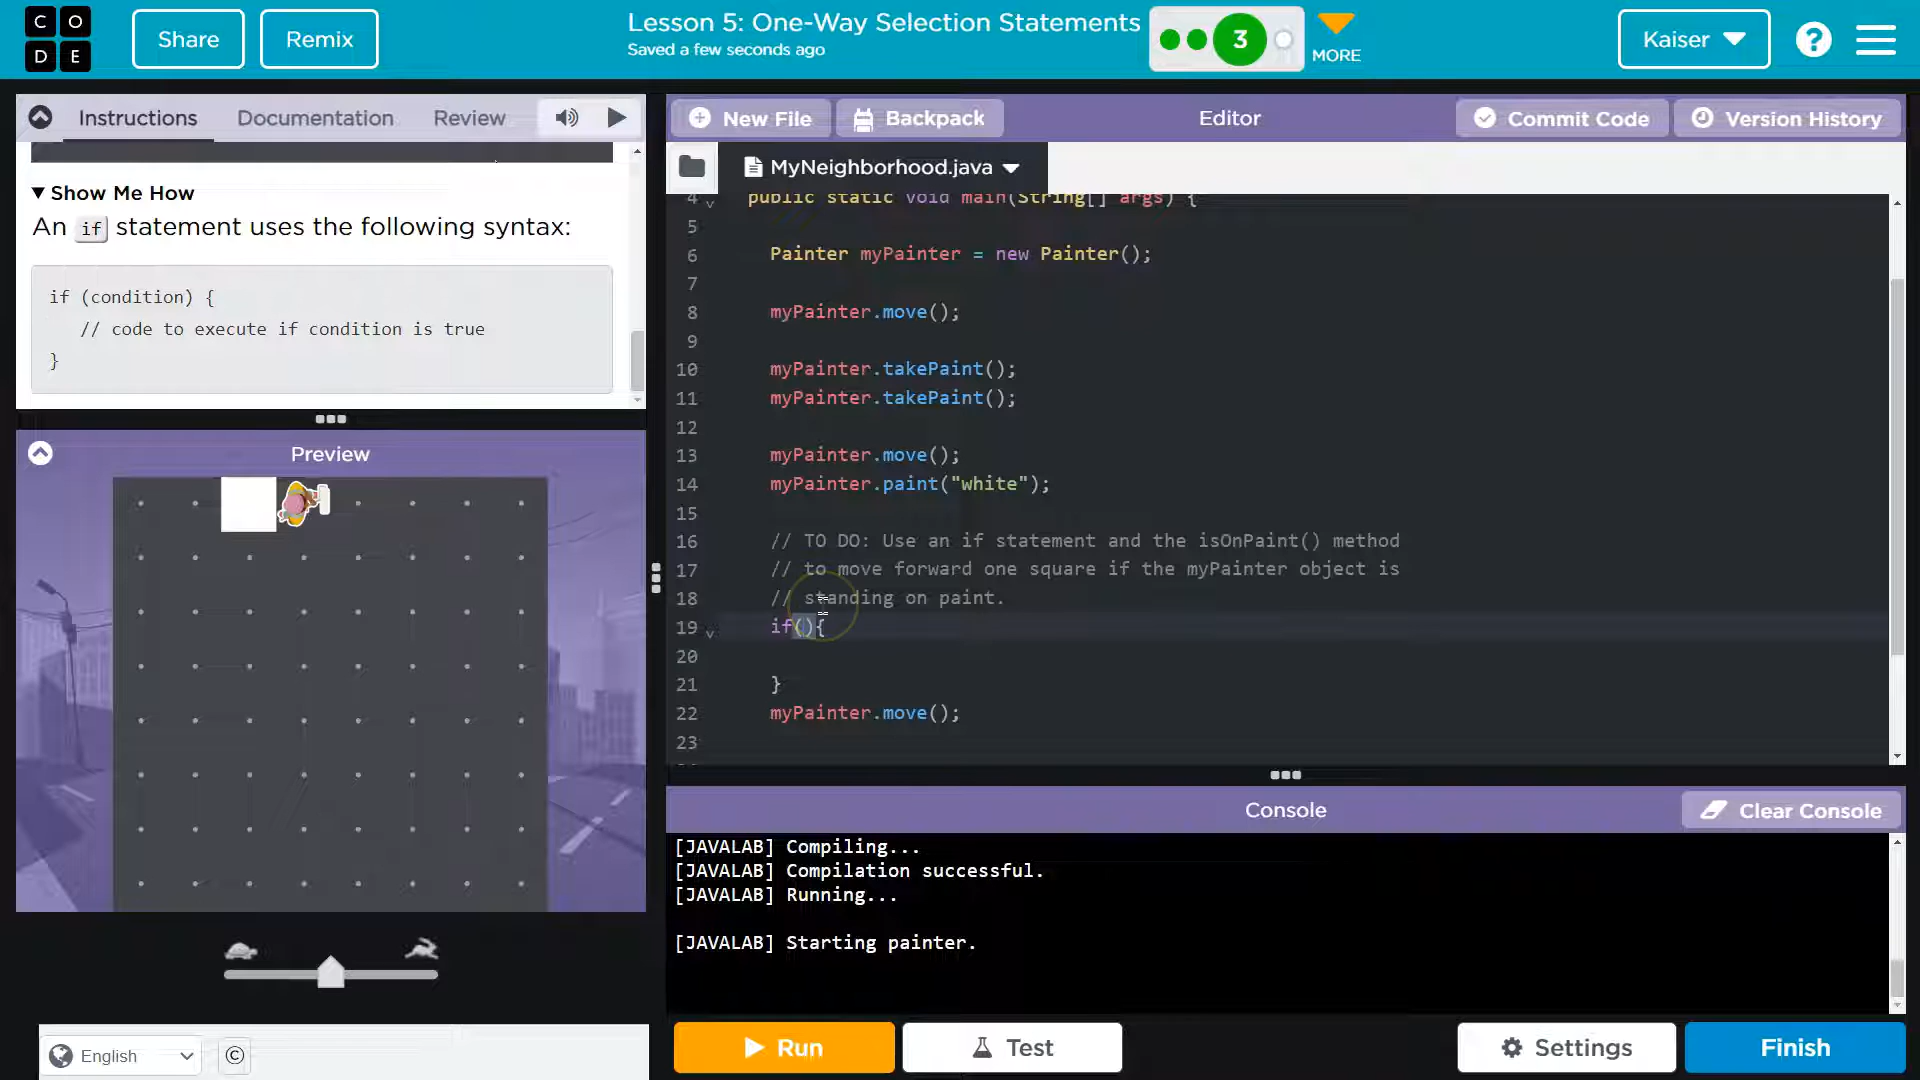 C O
D E
Share
Remix
Lesson 5: One-Way Selection Statements
Saved a few seconds ago
3
MORE
Kaiser
?
Instructions
Documentation
Review
New File
Backpack
Editor
Commit Code
Version History
MyNeighborhood.java
Show Me How
An if statement uses the following syntax:
if (condition) {
// code to execute if condition is true
}
Preview
4 public static void main(String[] args) {
5
6 Painter myPainter = new Painter();
7
8 myPainter.move();
9
10 myPainter.takePaint();
11 myPainter.takePaint();
12
13 myPainter.move();
14 myPainter.paint("white");
15
16 // TO DO: Use an if statement and the isOnPaint() method
17 // to move forward one square if the myPainter object is
18 // standing on paint.
19 if(){
20
21 }
22 myPainter.move();
23
Console
Clear Console
[JAVALAB] Compiling...
[JAVALAB] Compilation successful.
[JAVALAB] Running...
[JAVALAB] Starting painter.
English
©
Run
Test
Settings
Finish